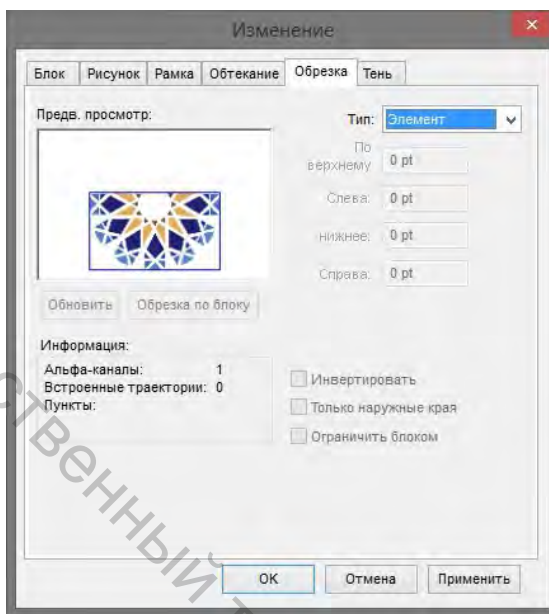 Изменение
Блок Рисунок Рамка Обтекание Обрезка Тень
Предв. просмотр:
Тип: Элемент
По верхнему 0 pt
Слева: 0 pt
нижнее: 0 pt
Справа: 0 pt
Обновить Обрезка по блоку
Информация:
Альфа-каналы: 1
Встроенные траектории: 0
Пункты:
Инвертировать
Только наружные края
Ограничить блоком
ственный
OK Отмена Применить